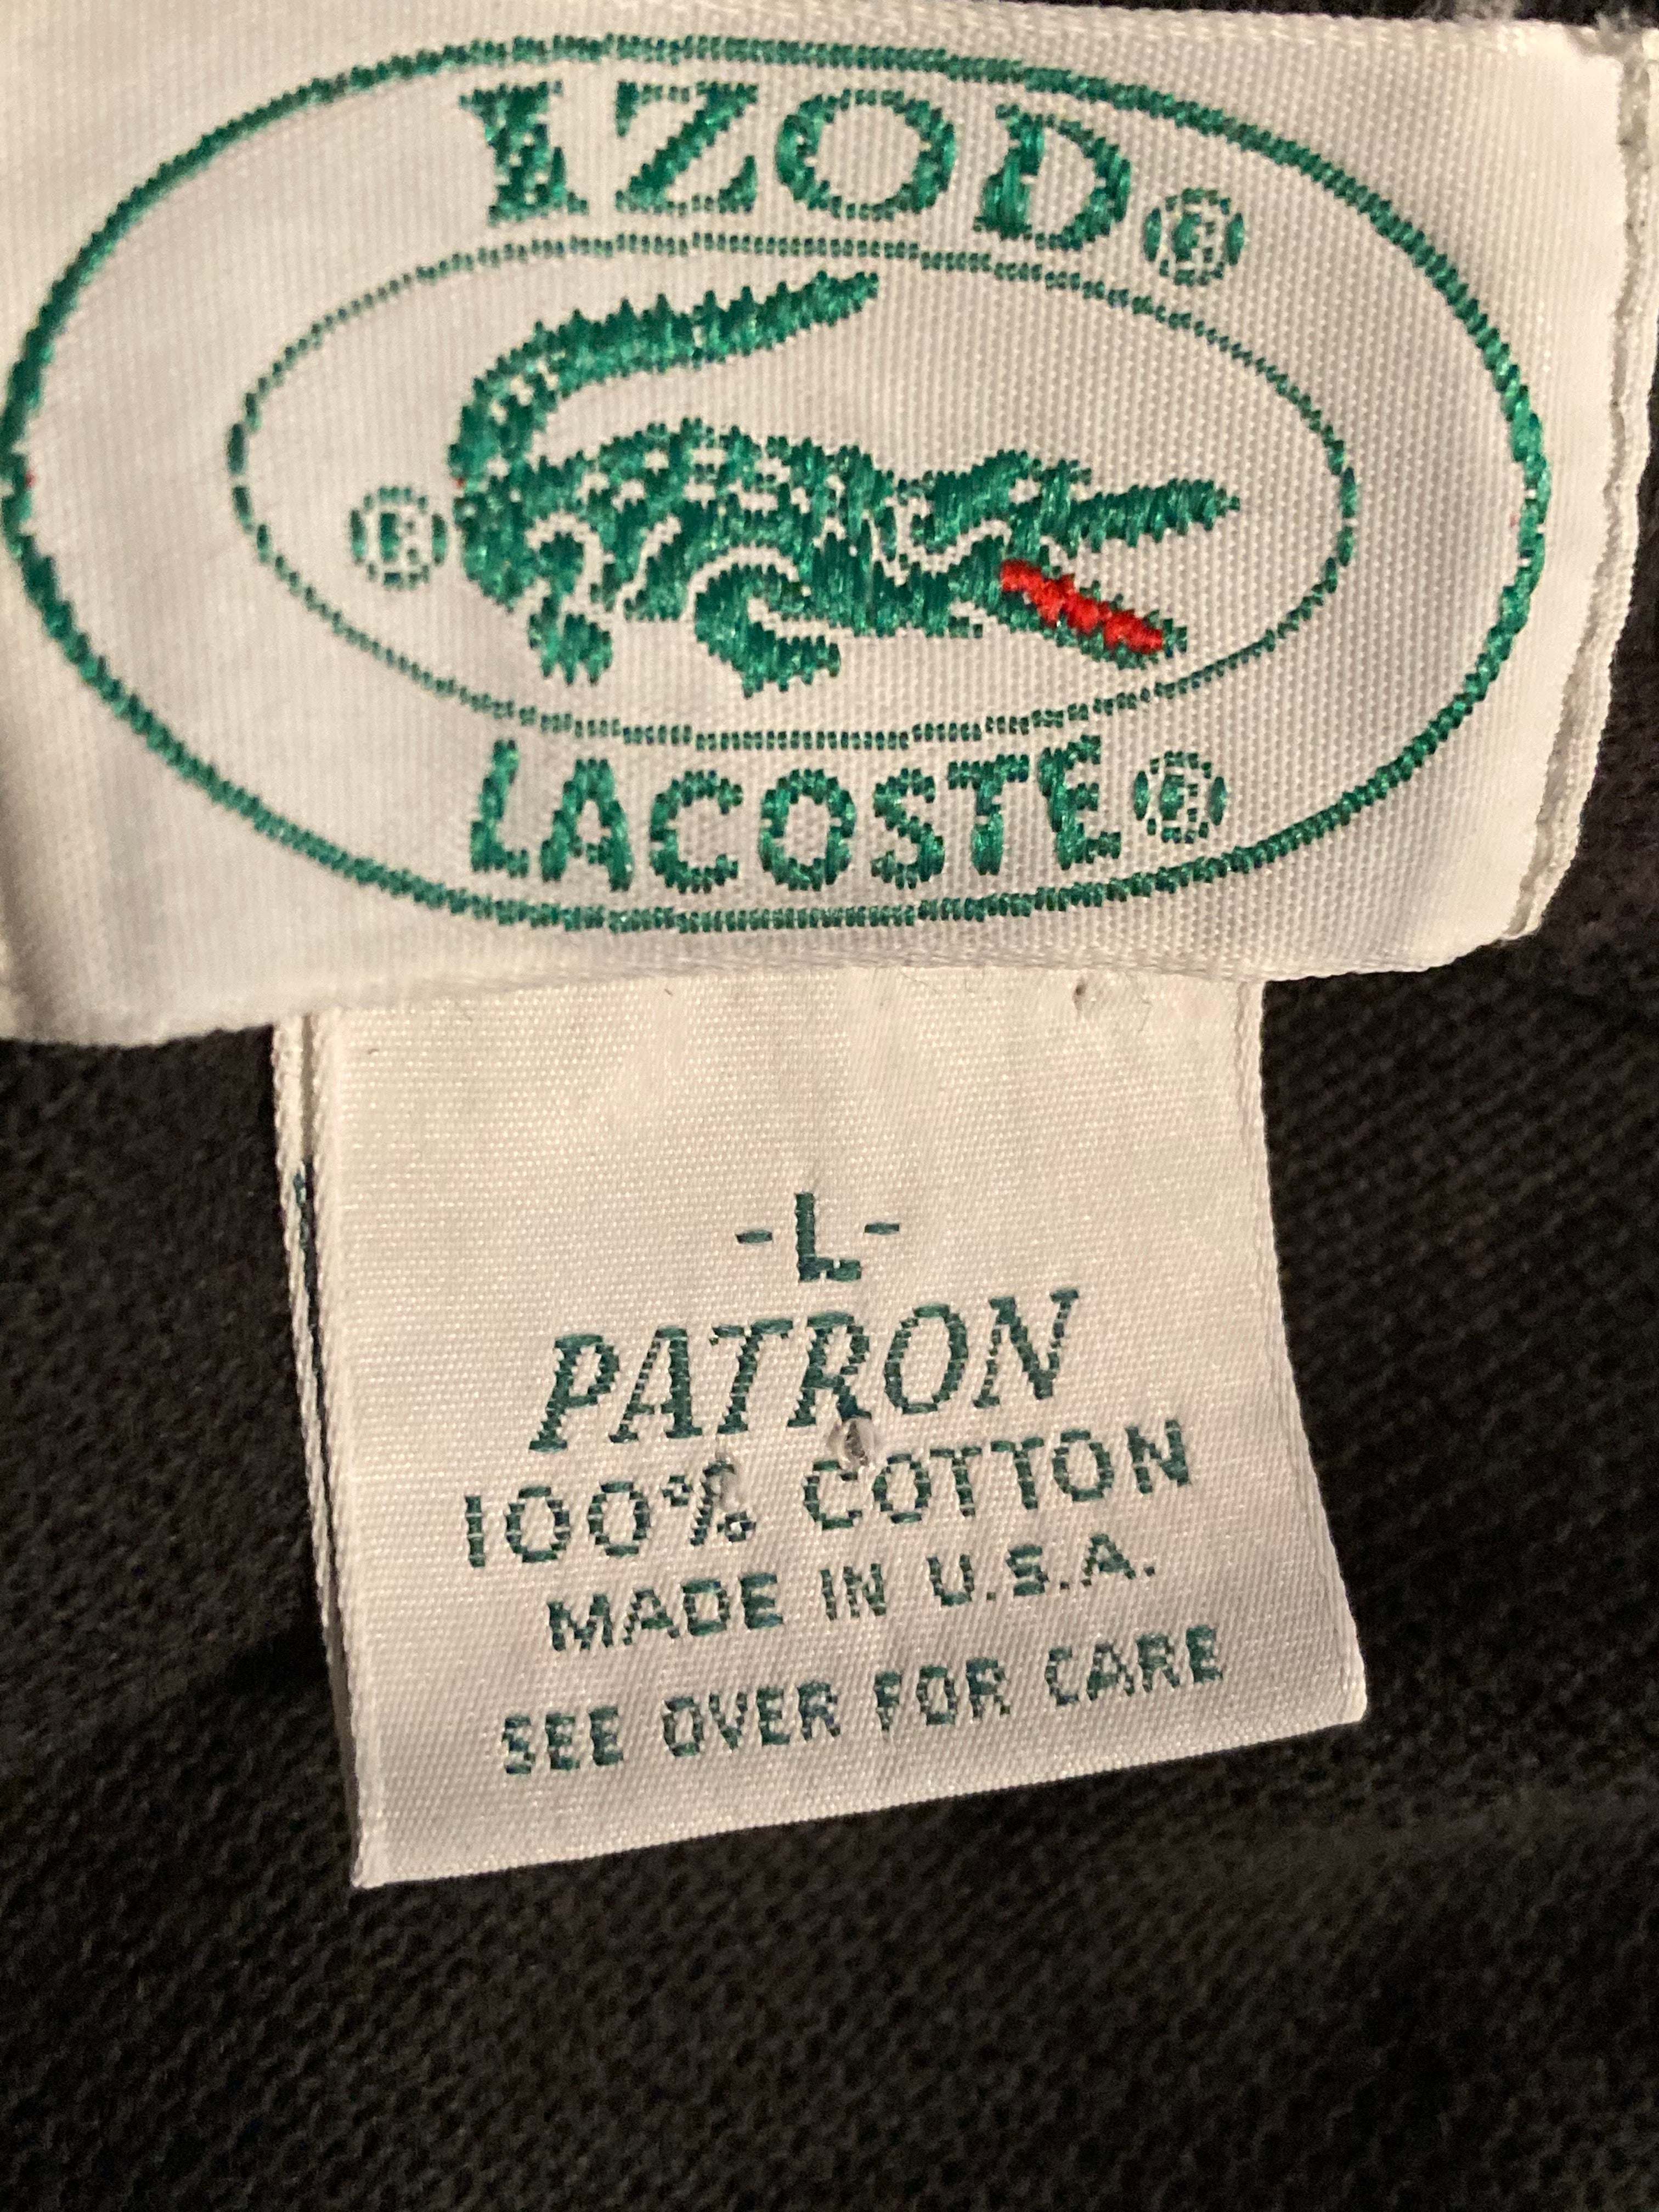 IZOD®
®
LACOSTE®
-L-
PATRON
100% COTTON
MADE IN U.S.A.
SEE OVER FOR CARE